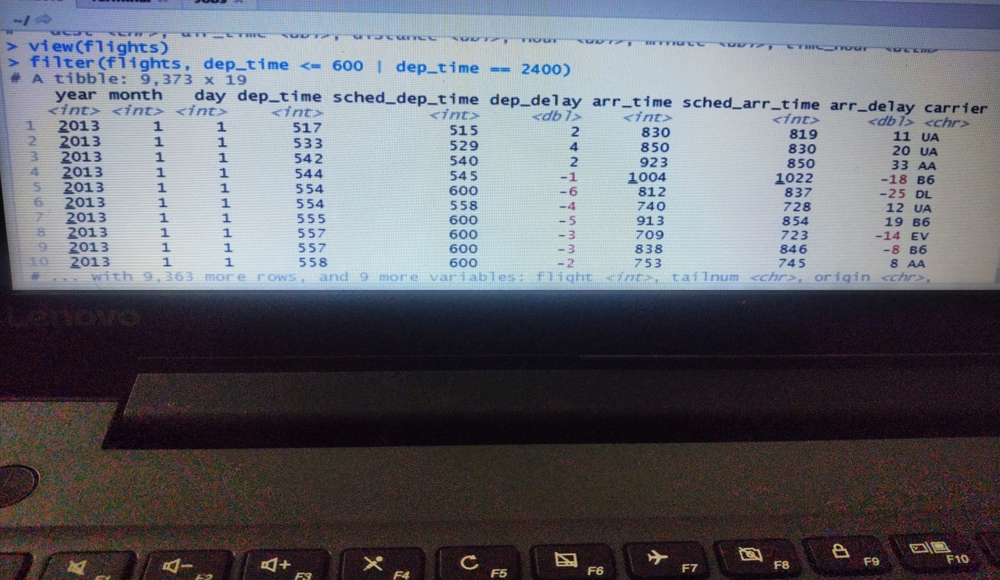 ~/
> view(flights)
> filter(flights, dep_time <= 600 | dep_time == 2400)
# A tibble: 9,373 x 19
year month day dep_time sched_dep_time dep_delay arr_time sched_arr_time arr_delay carrier
<int> <int> <int> <int> <int> <dbl> <int> <int> <dbl> <chr>
1 2013 1 1 517 515 2 830 819 11 UA
2 2013 1 1 533 529 4 850 830 20 UA
3 2013 1 1 542 540 2 923 850 33 AA
4 2013 1 1 544 545 -1 1004 1022 -18 B6
5 2013 1 1 554 600 -6 812 837 -25 DL
6 2013 1 1 554 558 -4 740 728 12 UA
7 2013 1 1 555 600 -5 913 854 19 B6
8 2013 1 1 557 600 -3 709 723 -14 EV
9 2013 1 1 557 600 -3 838 846 -8 B6
10 2013 1 1 558 600 -2 753 745 8 AA
# ... with 9,363 more rows, and 9 more variables: flight <int>, tailnum <chr>, origin <chr>,
Lenovo
F1 F2 F3 F4 F5 F6 F7 F8 F9 F10